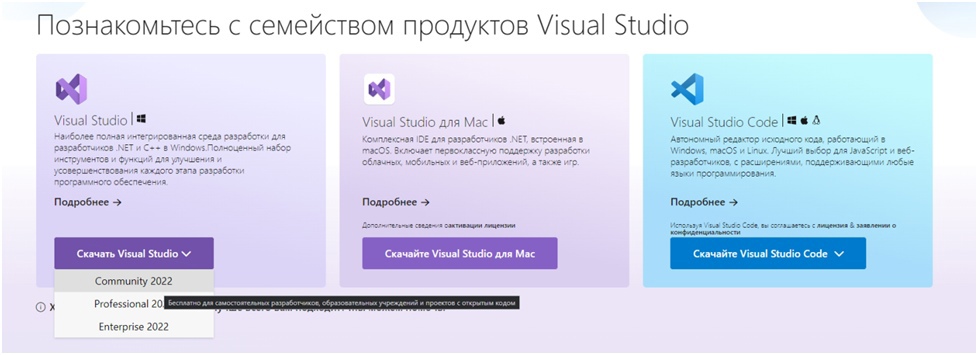 Познакомьтесь с семейством продуктов Visual Studio
Visual Studio
Наиболее полная интегрированная среда разработки для
разработчиков .NET и C++ в Windows.Полноценный набор
инструментов и функций для улучшения и
усовершенствования каждого этапа разработки
программного обеспечения.
Подробнее →
Скачать Visual Studio
Community 2022
Professional 20
Бесплатно для самостоятельных разработчиков, образовательных учреждений и проектов с открытым кодом
Enterprise 2022
Visual Studio для Mac
Комплексная IDE для разработчиков .NET, встроенная в
macOS. Включает первоклассную поддержку разработки
облачных, мобильных и веб-приложений, а также игр.
Подробнее →
Дополнительные сведения оактивации лицензии
Скачайте Visual Studio для Mac
Visual Studio Code
Автономный редактор исходного кода, работающий в
Windows, macOS и Linux. Лучший выбор для JavaScript и веб-
разработчиков, с расширениями, поддерживающими любые
языки программирования.
Подробнее →
Используя Visual Studio Code, вы соглашаетесь с лицензия & заявлении о
конфиденциальности
Скачайте Visual Studio Code